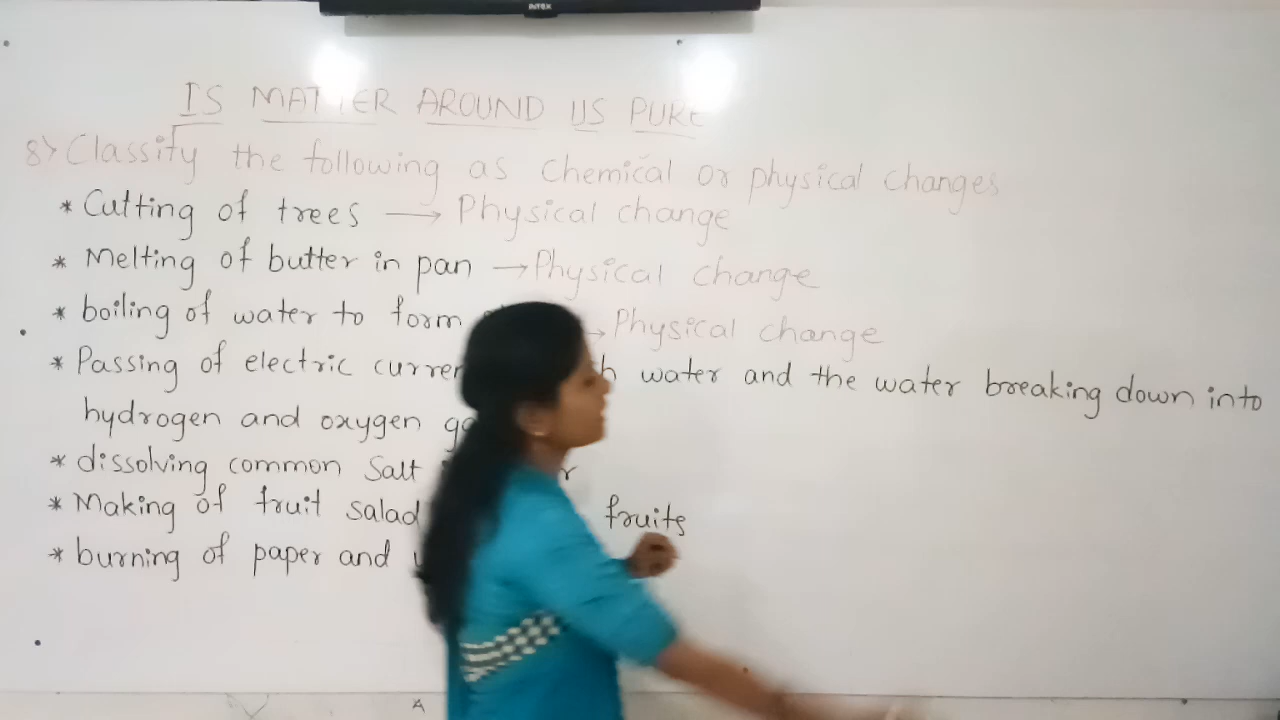 INTEX
IS MATTER AROUND US PURE
8> Classify the following as chemical or physical changes
* Cutting of trees → Physical change
* Melting of butter in pan → Physical change
* boiling of water to form → Physical change
* Passing of electric water and the water breaking down into
hydrogen and oxygen
* dissolving common salt
* Making of fruit salad fruits
* burning of paper and
A